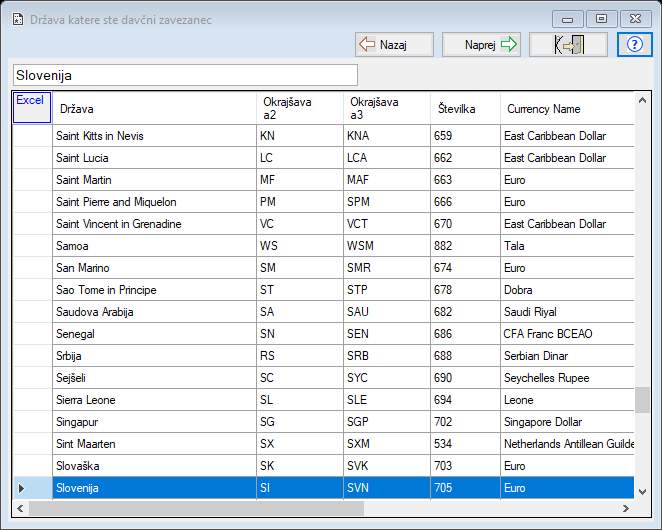 Država katere ste davčni zavezanec
Nazaj Naprej ?
Slovenija
Excel Država Okrajšava a2 Okrajšava a3 Številka Currency Name
Saint Kitts in Nevis KN KNA 659 East Caribbean Dollar
Saint Lucia LC LCA 662 East Caribbean Dollar
Saint Martin MF MAF 663 Euro
Saint Pierre and Miquelon PM SPM 666 Euro
Saint Vincent in Grenadine VC VCT 670 East Caribbean Dollar
Samoa WS WSM 882 Tala
San Marino SM SMR 674 Euro
Sao Tome in Principe ST STP 678 Dobra
Saudova Arabija SA SAU 682 Saudi Riyal
Senegal SN SEN 686 CFA Franc BCEAO
Srbija RS SRB 688 Serbian Dinar
Sejšeli SC SYC 690 Seychelles Rupee
Sierra Leone SL SLE 694 Leone
Singapur SG SGP 702 Singapore Dollar
Sint Maarten SX SXM 534 Netherlands Antillean Guilde
Slovaška SK SVK 703 Euro
Slovenija SI SVN 705 Euro